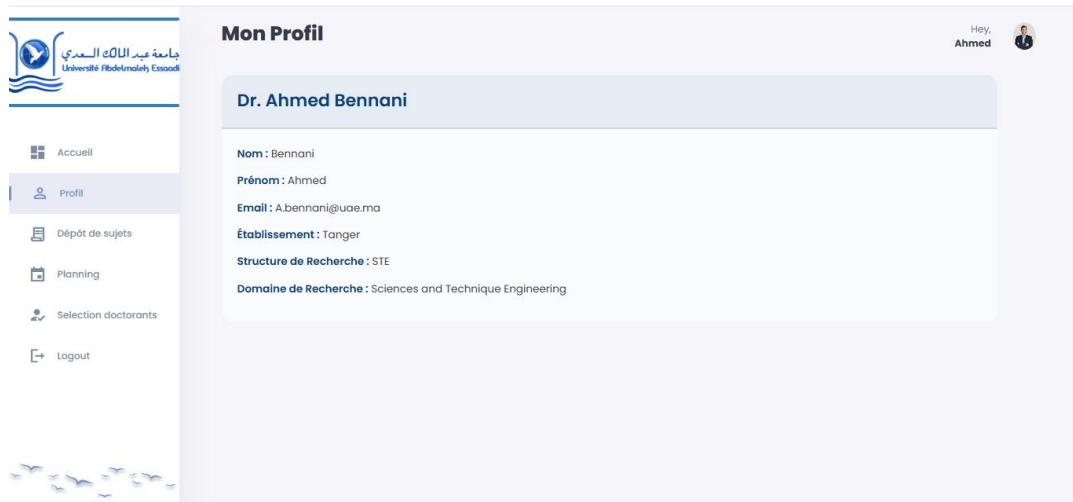 جامعة عبد المالك السعدي
Université Abdelmalek Essaadi
Accueil
Profil
Dépôt de sujets
Planning
Selection doctorants
Logout
Mon Profil
Hey,
Ahmed
Dr. Ahmed Bennani
Nom : Bennani
Prénom : Ahmed
Email : A.bennani@uae.ma
Établissement : Tanger
Structure de Recherche : STE
Domaine de Recherche : Sciences and Technique Engineering